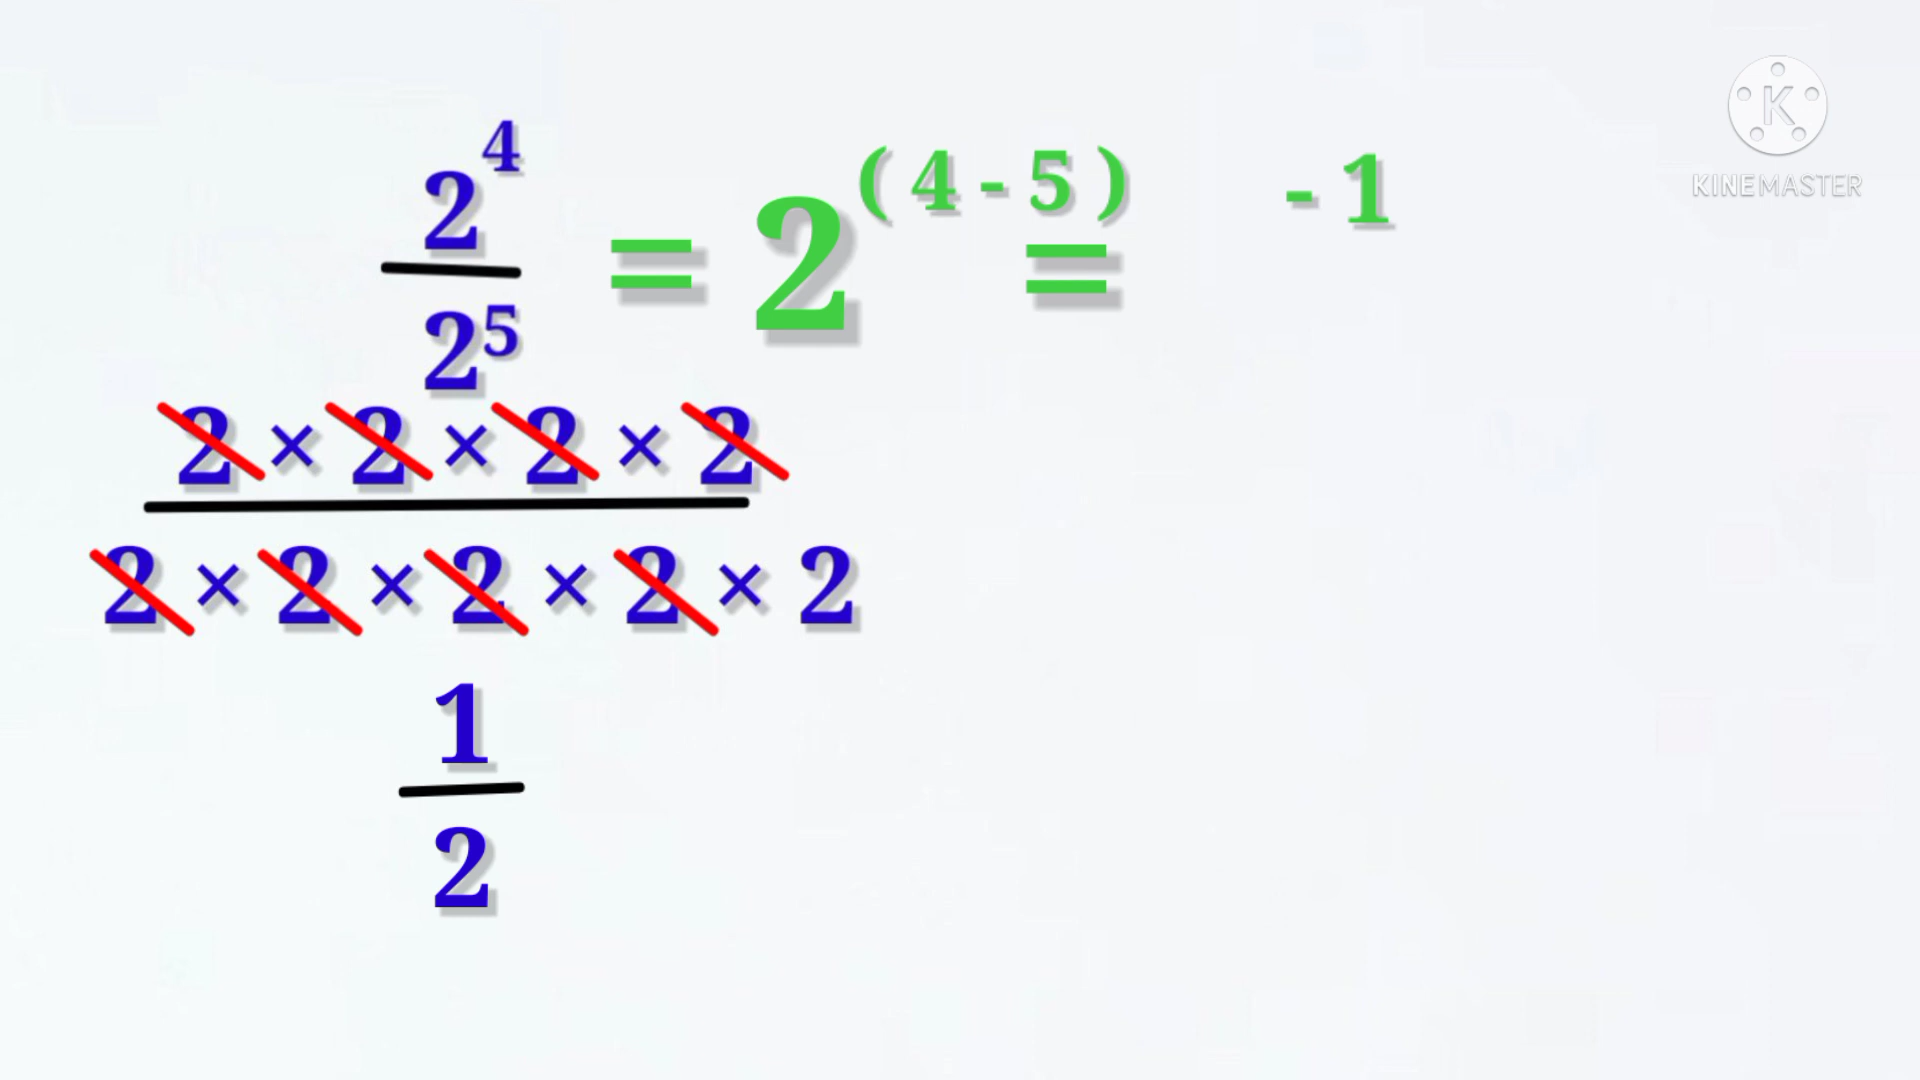 2⁴ = 2⁽⁴⁻⁵⁾ = ⁻¹
2⁵
2 × 2 × 2 × 2
2 × 2 × 2 × 2 × 2
1
2
K
KINEMASTER